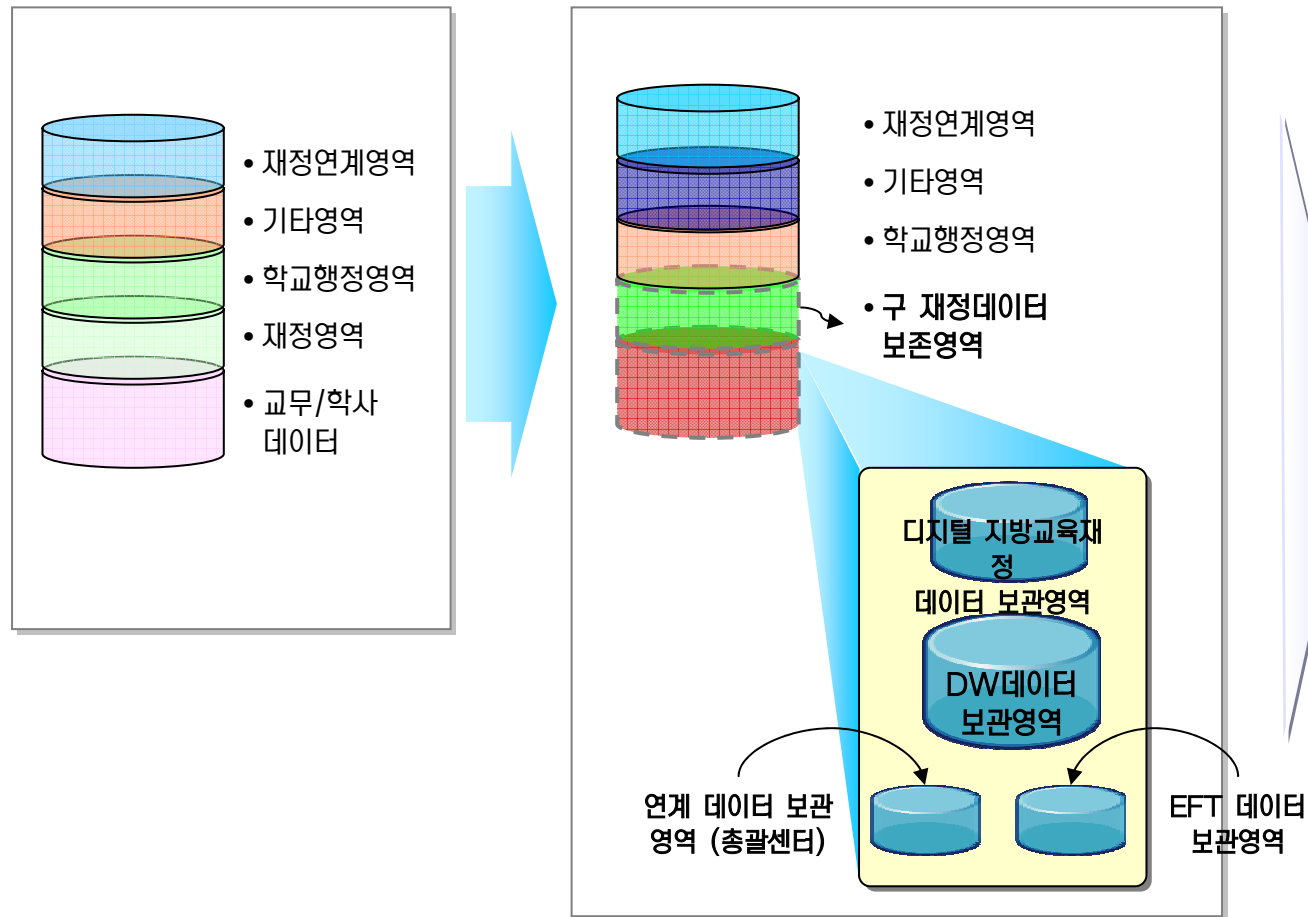 • 재정연계영역
• 기타영역
• 학교행정영역
• 재정영역
• 교무/학사
데이터
• 재정연계영역
• 기타영역
• 학교행정영역
• 구 재정데이터
보존영역
디지털 지방교육재
정
데이터 보관영역
DW데이터
보관영역
연계 데이터 보관
영역 (총괄센터)
EFT 데이터
보관영역